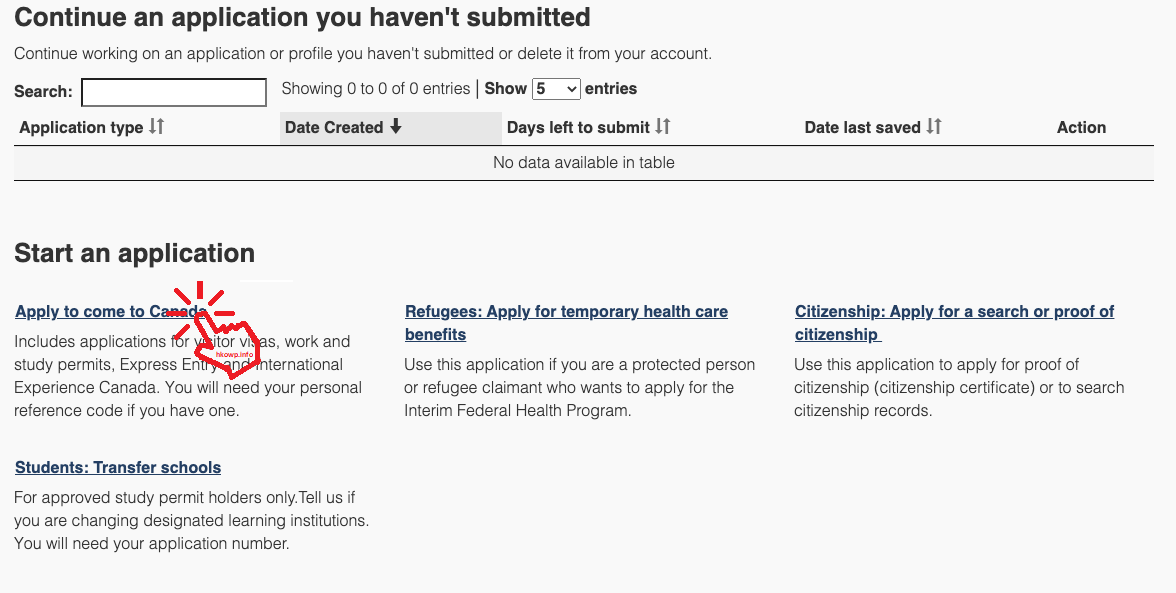 Continue an application you haven't submitted
Continue working on an application or profile you haven't submitted or delete it from your account.
Search: Showing 0 to 0 of 0 entries | Show 5 entries
Application type Date Created Days left to submit Date last saved Action
No data available in table
Start an application
Apply to come to Canada
Includes applications for visitor visas, work and
study permits, Express Entry and International
Experience Canada. You will need your personal
reference code if you have one.
hkowp.info
Refugees: Apply for temporary health care
benefits
Use this application if you are a protected person
or refugee claimant who wants to apply for the
Interim Federal Health Program.
Citizenship: Apply for a search or proof of
citizenship
Use this application to apply for proof of
citizenship (citizenship certificate) or to search
citizenship records.
Students: Transfer schools
For approved study permit holders only.Tell us if
you are changing designated learning institutions.
You will need your application number.